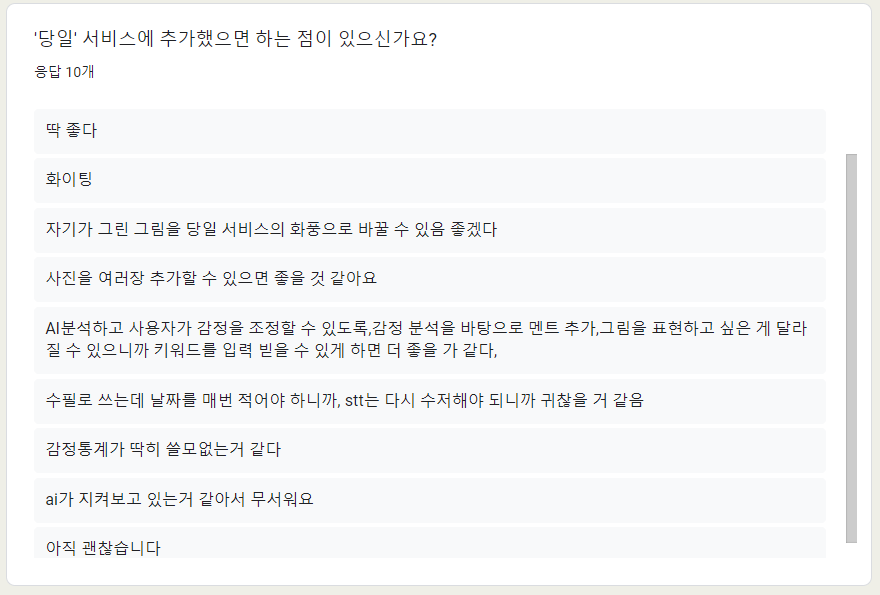 '당일' 서비스에 추가했으면 하는 점이 있으신가요?
응답 10개
딱 좋다
화이팅
자기가 그린 그림을 당일 서비스의 화풍으로 바꿀 수 있음 좋겠다
사진을 여러장 추가할 수 있으면 좋을 것 같아요
AI분석하고 사용자가 감정을 조정할 수 있도록,감정 분석을 바탕으로 멘트 추가,그림을 표현하고 싶은 게 달라
질 수 있으니까 키워드를 입력 빋을 수 있게 하면 더 좋을 가 같다,
수필로 쓰는데 날짜를 매번 적어야 하니까, stt는 다시 수저해야 되니까 귀찮을 거 같음
감정통계가 딱히 쓸모없는거 같다
ai가 지켜보고 있는거 같아서 무서워요
아직 괜찮습니다